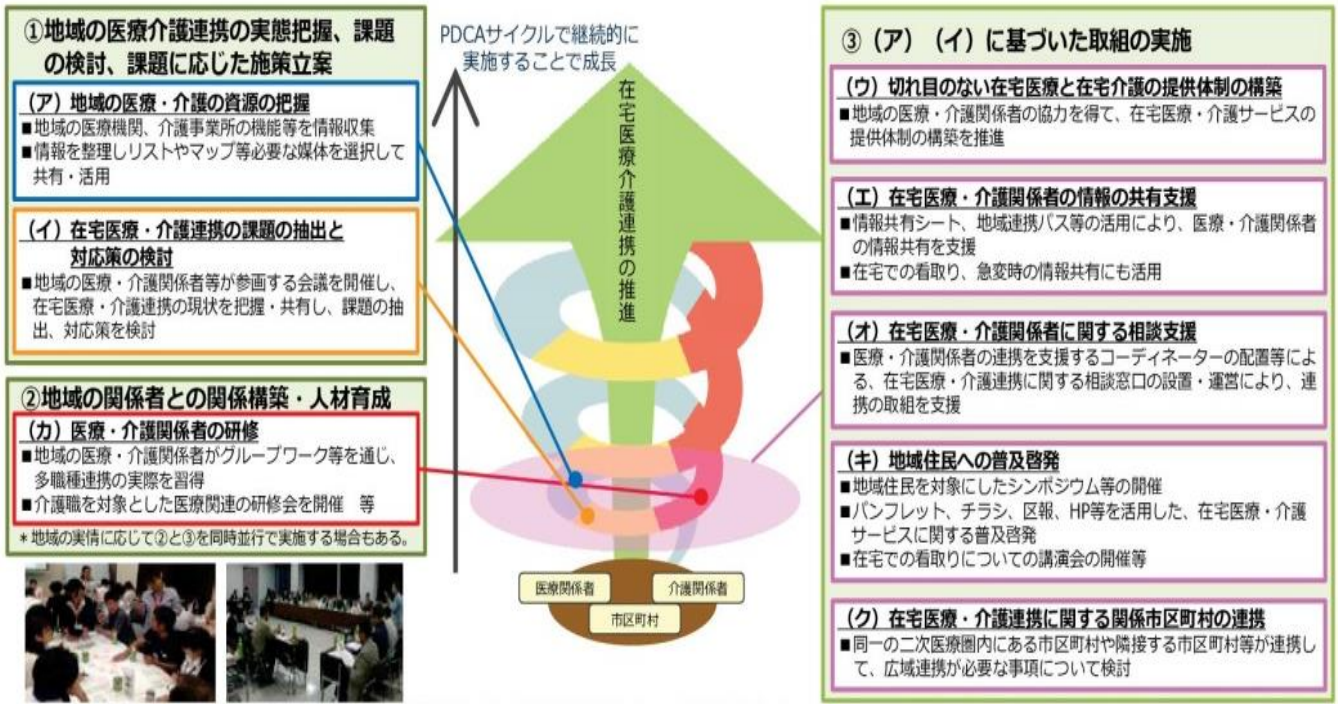 ①地域の医療介護連携の実態把握、課題
の検討、課題に応じた施策立案
(ア)地域の医療・介護の資源の把握
■地域の医療機関、介護事業所の機能等を情報収集
■情報を整理しリストやマップ等必要な媒体を選択して
共有・活用
(イ)在宅医療・介護連携の課題の抽出と
対応策の検討
■地域の医療・介護関係者等が参画する会議を開催し、
在宅医療・介護連携の現状を把握・共有し、課題の抽
出、対応策を検討
②地域の関係者との関係構築・人材育成
(カ)医療・介護関係者の研修
■地域の医療・介護関係者がグループワーク等を通じ、
多職種連携の実際を習得
■介護職を対象とした医療関連の研修会を開催 等
*地域の実情に応じて②と③を同時並行で実施する場合もある。
PDCAサイクルで継続的に
実施することで成長
在宅医療介護連携の推進
医療関係者
介護関係者
市区町村
③(ア)(イ)に基づいた取組の実施
(ウ)切れ目のない在宅医療と在宅介護の提供体制の構築
■地域の医療・介護関係者の協力を得て、在宅医療・介護サービスの
提供体制の構築を推進
(エ)在宅医療・介護関係者の情報の共有支援
■情報共有シート、地域連携パス等の活用により、医療・介護関係者
の情報共有を支援
■在宅での看取り、急変時の情報共有にも活用
(オ)在宅医療・介護関係者に関する相談支援
■医療・介護関係者の連携を支援するコーディネーターの配置等によ
る、在宅医療・介護連携に関する相談窓口の設置・運営により、連
携の取組を支援
(キ)地域住民への普及啓発
■地域住民を対象にしたシンポジウム等の開催
■パンフレット、チラシ、区報、HP等を活用した、在宅医療・介護
サービスに関する普及啓発
■在宅での看取りについての講演会の開催等
(ク)在宅医療・介護連携に関する関係市区町村の連携
■同一の二次医療圏内にある市区町村や隣接する市区町村等が連携し
て、広域連携が必要な事項について検討